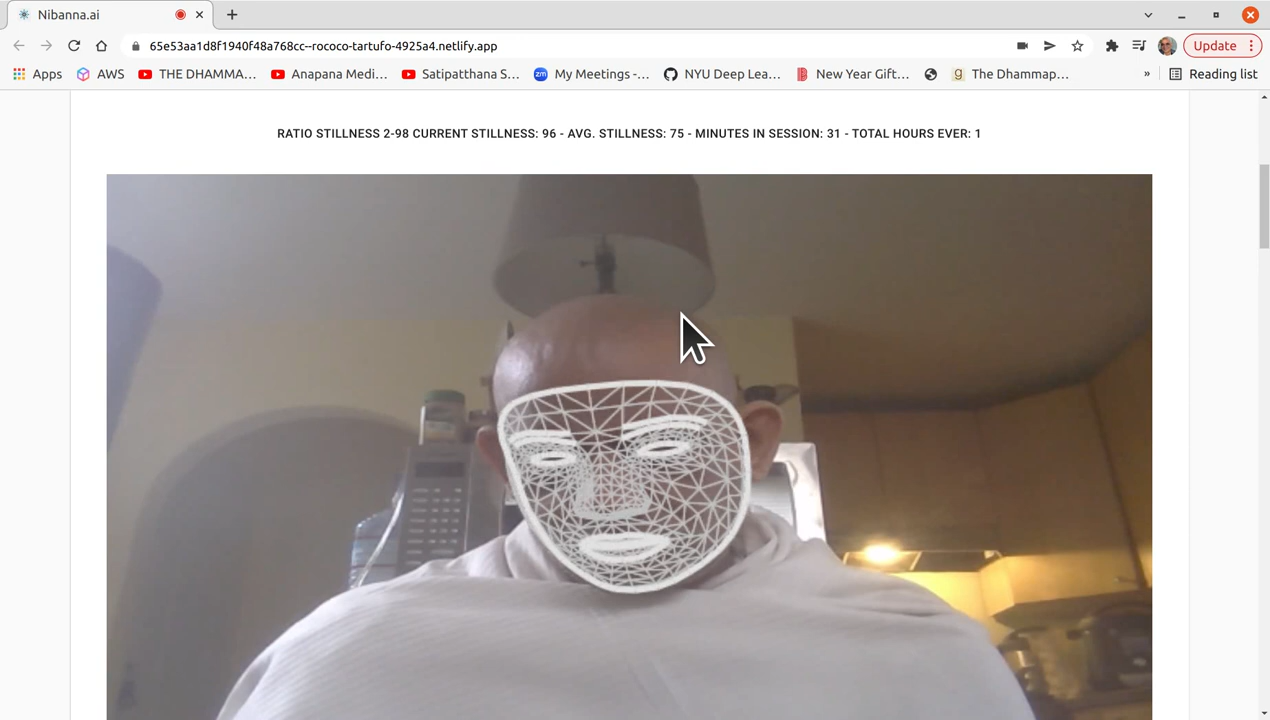 Nibanna.ai
65e53aa1d8f1940f48a768cc--rococo-tartufo-4925a4.netlify.app
Update
Apps AWS THE DHAMMA... Anapana Medi... Satipatthana S... My Meetings -... NYU Deep Lea... New Year Gift... The Dhammap... » Reading list
RATIO STILLNESS 2-98 CURRENT STILLNESS: 96 - AVG. STILLNESS: 75 - MINUTES IN SESSION: 31 - TOTAL HOURS EVER: 1